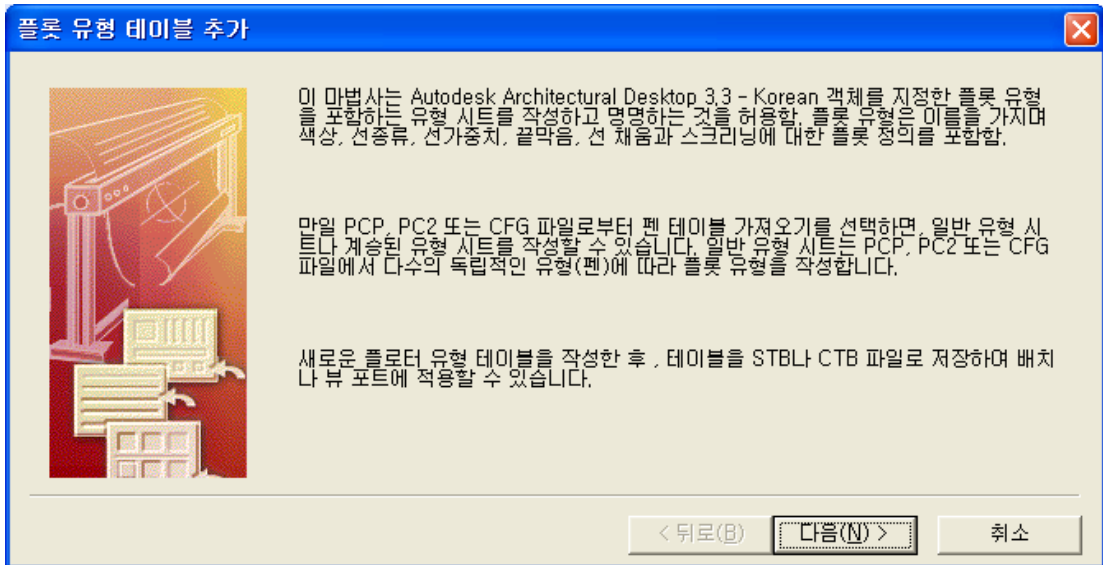 플롯 유형 테이블 추가
이 마법사는 Autodesk Architectural Desktop 3.3 - Korean 객체를 지정한 플롯 유형
을 포함하는 유형 시트를 작성하고 명명하는 것을 허용함. 플롯 유형은 이름을 가지며
색상, 선종류, 선가중치, 끝막음, 선 채움과 스크리닝에 대한 플롯 정의를 포함함.
만일 PCP, PC2 또는 CFG 파일로부터 펜 테이블 가져오기를 선택하면, 일반 유형 시
트나 계승된 유형 시트를 작성할 수 있습니다. 일반 유형 시트는 PCP, PC2 또는 CFG
파일에서 다수의 독립적인 유형(펜)에 따라 플롯 유형을 작성합니다.
새로운 플로터 유형 테이블을 작성한 후 , 테이블을 STB나 CTB 파일로 저장하여 배치
나 뷰 포트에 적용할 수 있습니다.
< 뒤로(B) 다음(N) > 취소